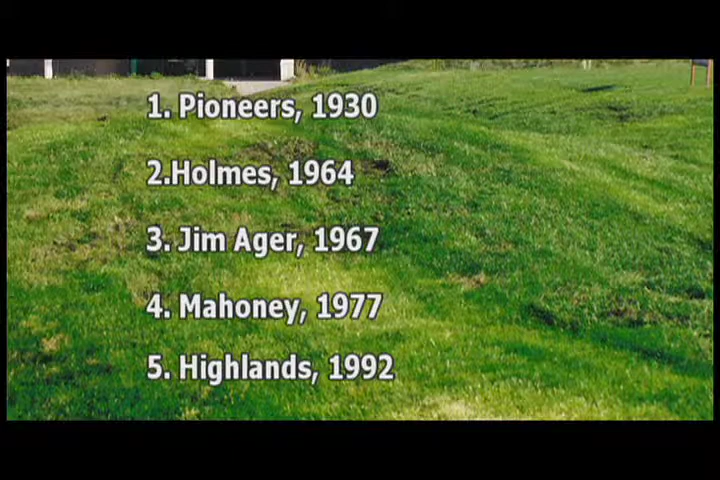 1. Pioneers, 1930
2.Holmes, 1964
3. Jim Ager, 1967
4. Mahoney, 1977
5. Highlands, 1992